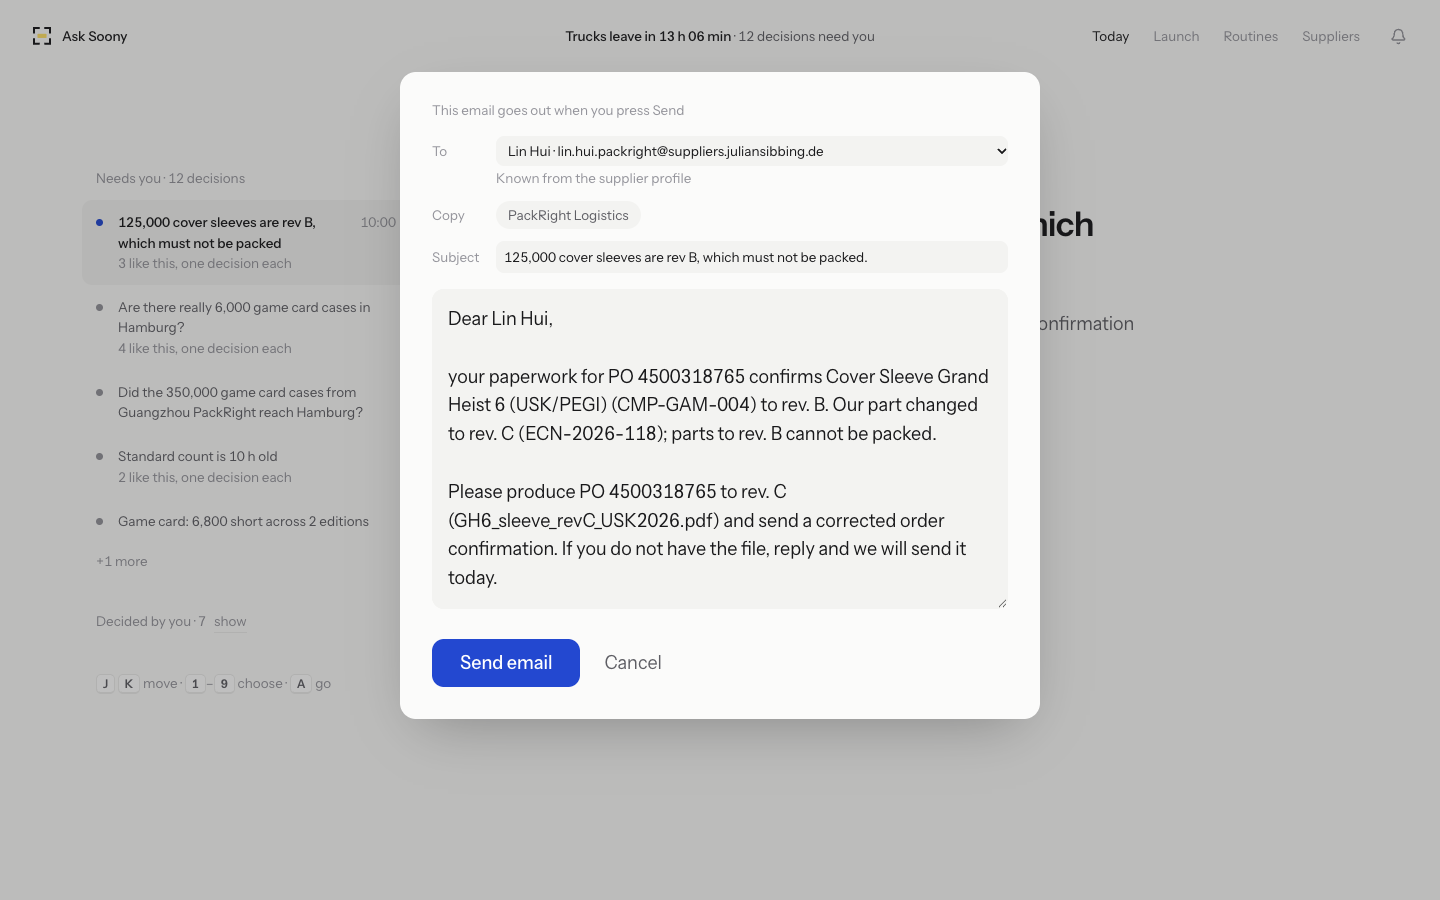 Ask Soony
Trucks leave in 13 h 06 min · 12 decisions need you
Today
Launch
Routines
Suppliers
Needs you · 12 decisions
125,000 cover sleeves are rev B,
which must not be packed
10:00
3 like this, one decision each
Are there really 6,000 game card cases in
Hamburg?
4 like this, one decision each
Did the 350,000 game card cases from
Guangzhou PackRight reach Hamburg?
Standard count is 10 h old
2 like this, one decision each
Game card: 6,800 short across 2 editions
+1 more
Decided by you · 7 show
J K move · 1 – 9 choose · A go
This email goes out when you press Send
To
Lin Hui · lin.hui.packright@suppliers.juliansibbing.de
Known from the supplier profile
Copy
PackRight Logistics
Subject
125,000 cover sleeves are rev B, which must not be packed.
Dear Lin Hui,
your paperwork for PO 4500318765 confirms Cover Sleeve Grand
Heist 6 (USK/PEGI) (CMP-GAM-004) to rev. B. Our part changed
to rev. C (ECN-2026-118); parts to rev. B cannot be packed.
Please produce PO 4500318765 to rev. C
(GH6_sleeve_revC_USK2026.pdf) and send a corrected order
confirmation. If you do not have the file, reply and we will send it
today.
Send email
Cancel